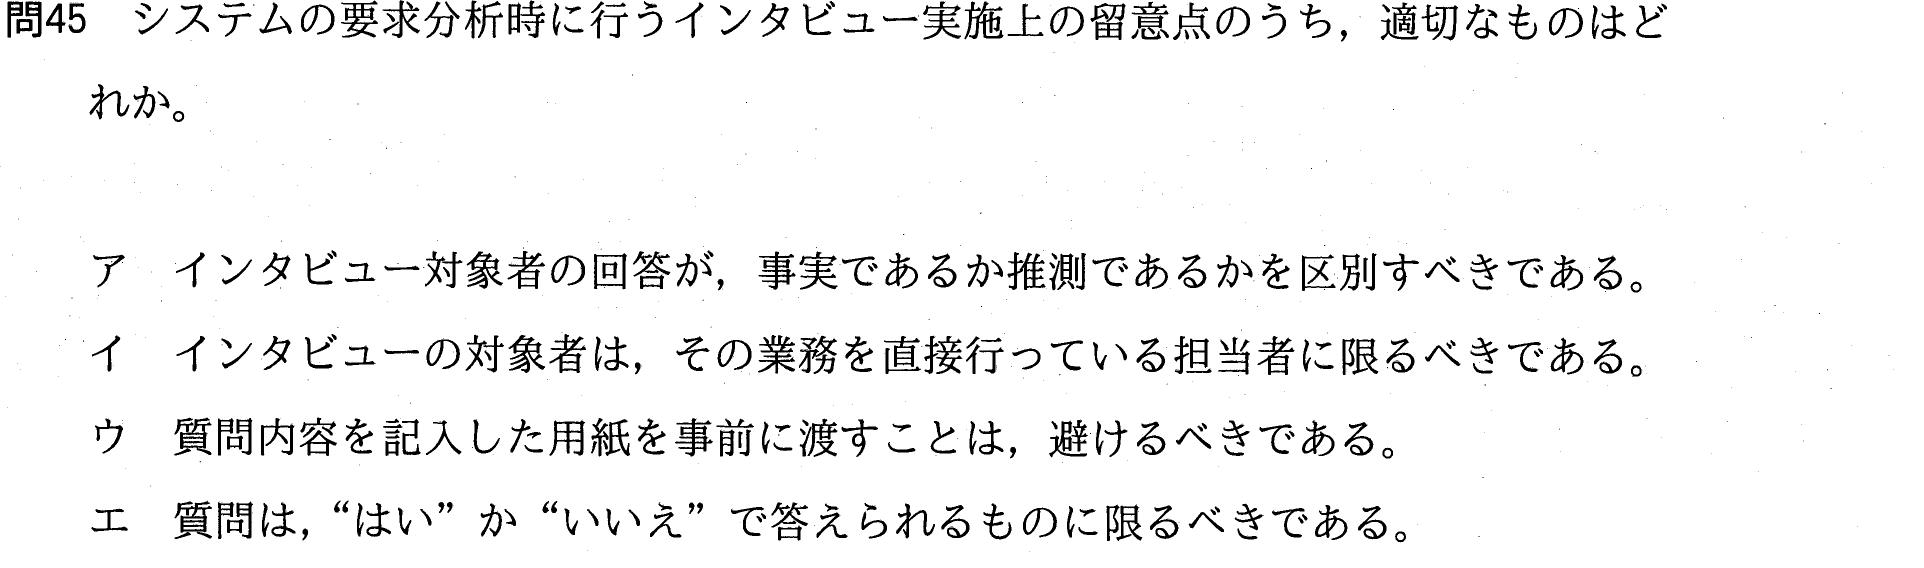 問45　システムの要求分析時に行うインタビュー実施上の留意点のうち，適切なものはど
れか。
ア　インタビュー対象者の回答が，事実であるか推測であるかを区別すべきである。
イ　インタビューの対象者は，その業務を直接行っている担当者に限るべきである。
ウ　質問内容を記入した用紙を事前に渡すことは，避けるべきである。
エ　質問は，“はい”か“いいえ”で答えられるものに限るべきである。